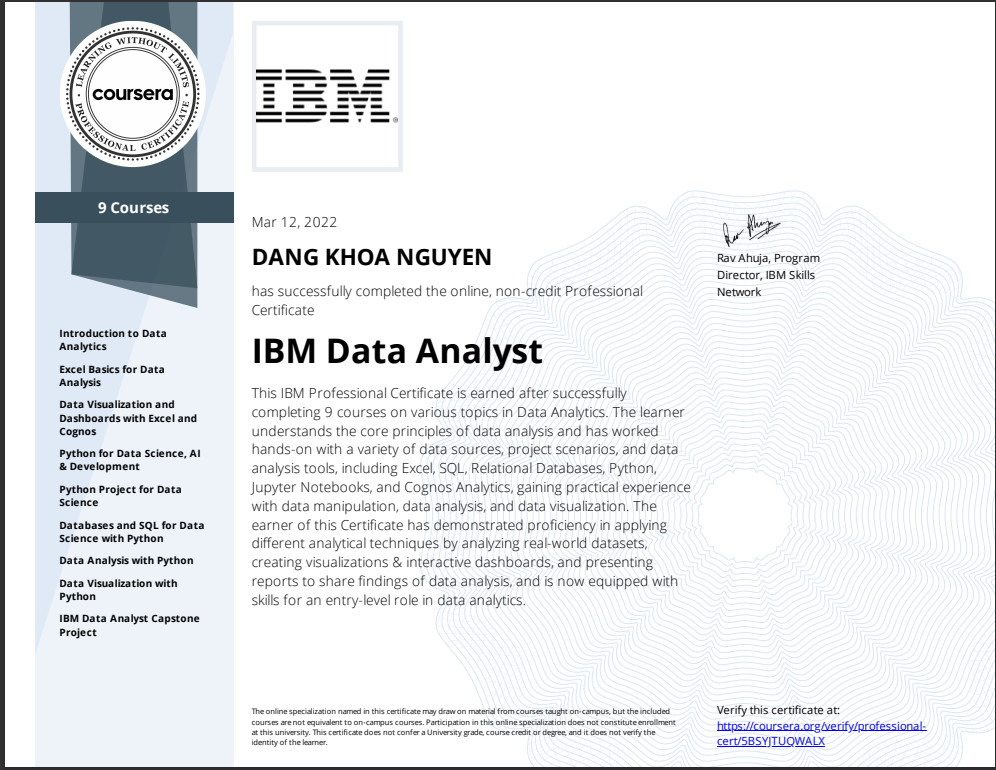 LEARNING WITHOUT LIMITS
coursera
PROFESSIONAL CERTIFICATE
IBM®
9 Courses
Introduction to Data
Analytics
Excel Basics for Data
Analysis
Data Visualization and
Dashboards with Excel and
Cognos
Python for Data Science, AI
& Development
Python Project for Data
Science
Databases and SQL for Data
Science with Python
Data Analysis with Python
Data Visualization with
Python
IBM Data Analyst Capstone
Project
Mar 12, 2022
DANG KHOA NGUYEN
has successfully completed the online, non-credit Professional
Certificate
IBM Data Analyst
This IBM Professional Certificate is earned after successfully
completing 9 courses on various topics in Data Analytics. The learner
understands the core principles of data analysis and has worked
hands-on with a variety of data sources, project scenarios, and data
analysis tools, including Excel, SQL, Relational Databases, Python,
Jupyter Notebooks, and Cognos Analytics, gaining practical experience
with data manipulation, data analysis, and data visualization. The
earner of this Certificate has demonstrated proficiency in applying
different analytical techniques by analyzing real-world datasets,
creating visualizations & interactive dashboards, and presenting
reports to share findings of data analysis, and is now equipped with
skills for an entry-level role in data analytics.
Rav Ahuja
Rav Ahuja, Program
Director, IBM Skills
Network
The online specialization named in this certificate may draw on material from courses taught on-campus, but the included
courses are not equivalent to on-campus courses. Participation in this online specialization does not constitute enrollment
at this university. This certificate does not confer a University grade, course credit or degree, and it does not verify the
identity of the learner.
Verify this certificate at:
https://coursera.org/verify/professional-
cert/5BSYJTUQWALX